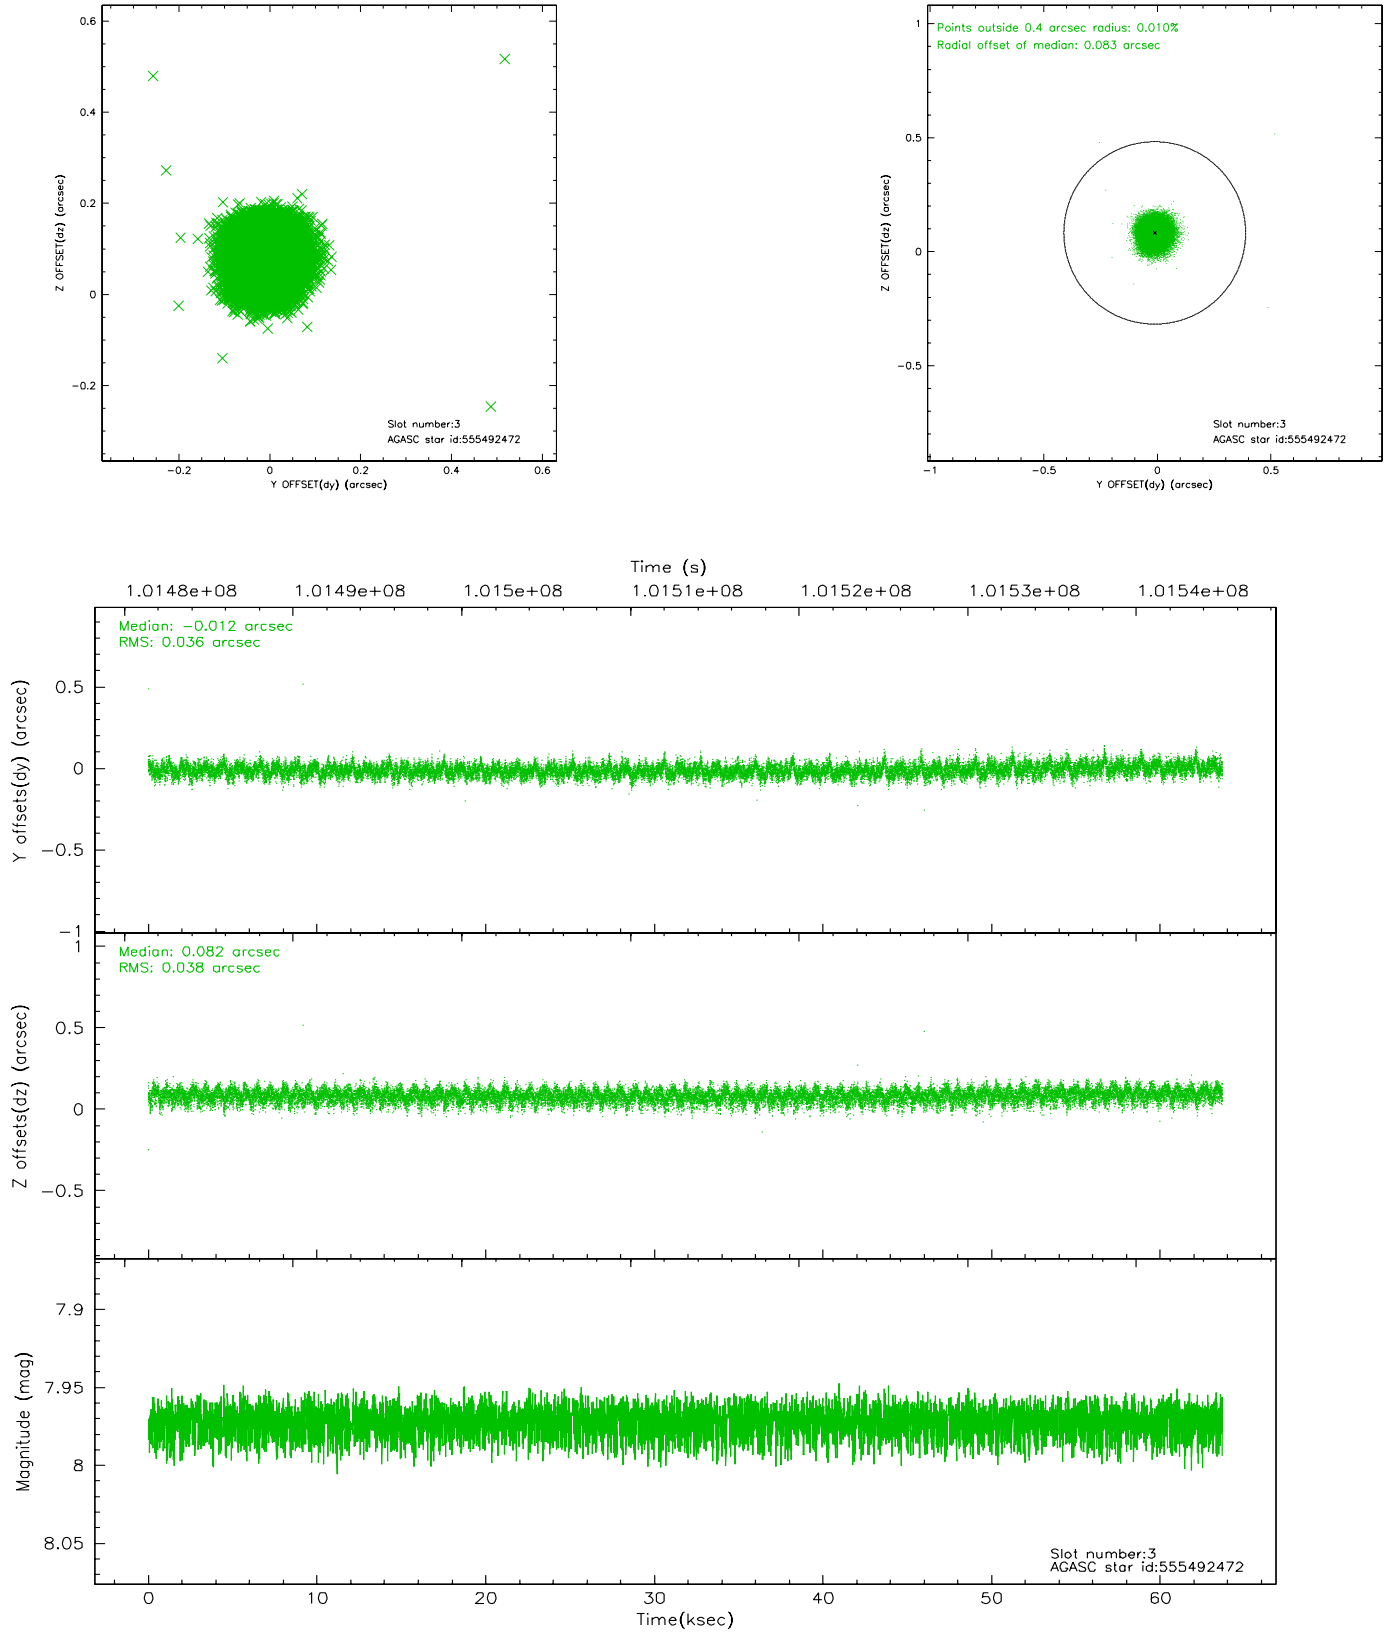 0.6
0.4
0.2
0
−0.2
Z OFFSET(dz) (arcsec)
Slot number:3
AGASC star id:555492472
−0.2 0 0.2 0.4 0.6
Y OFFSET(dy) (arcsec)
Points outside 0.4 arcsec radius: 0.010%
Radial offset of median: 0.083 arcsec
1
0.5
0
−0.5
Z OFFSET(dz) (arcsec)
Slot number:3
AGASC star id:555492472
−1 −0.5 0 0.5
Y OFFSET(dy) (arcsec)
Time (s)
1.0148e+08 1.0149e+08 1.015e+08 1.0151e+08 1.0152e+08 1.0153e+08 1.0154e+08
Median: −0.012 arcsec
RMS: 0.036 arcsec
0.5
0
−0.5
−1
Y offsets(dy) (arcsec)
Median: 0.082 arcsec
RMS: 0.038 arcsec
1
0.5
0
−0.5
Z offsets(dz) (arcsec)
7.9
7.95
8
8.05
Magnitude (mag)
Slot number:3
AGASC star id:555492472
0 10 20 30 40 50 60
Time(ksec)